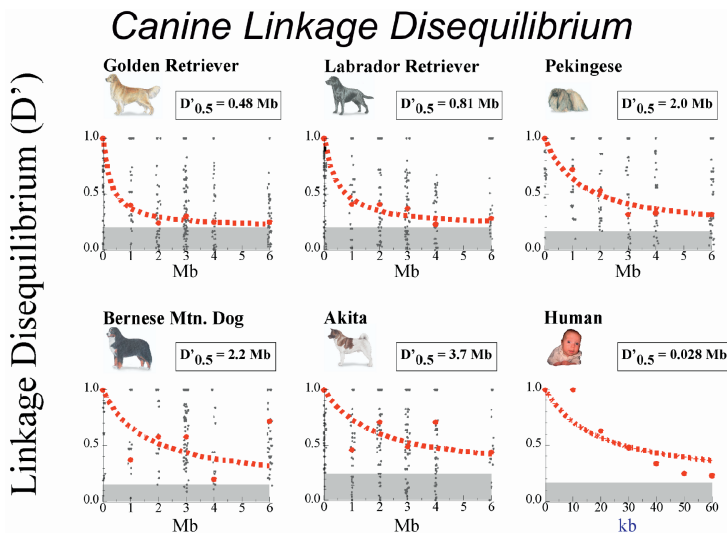 Canine Linkage Disequilibrium
Linkage Disequilibrium (D')
Golden Retriever
D'0.5 = 0.48 Mb
1.0
0.5
0.0
0 1 2 3 4 5 6
Mb
Labrador Retriever
D'0.5 = 0.81 Mb
1.0
0.5
0.0
0 1 2 3 4 5 6
Mb
Pekingese
D'0.5 = 2.0 Mb
1.0
0.5
0.0
0 1 2 3 4 5 6
Mb
Bernese Mtn. Dog
D'0.5 = 2.2 Mb
1.0
0.5
0.0
0 1 2 3 4 5 6
Mb
Akita
D'0.5 = 3.7 Mb
1.0
0.5
0.0
0 1 2 3 4 5 6
Mb
Human
D'0.5 = 0.028 Mb
1.0
0.5
0.0
0 10 20 30 40 50 60
kb